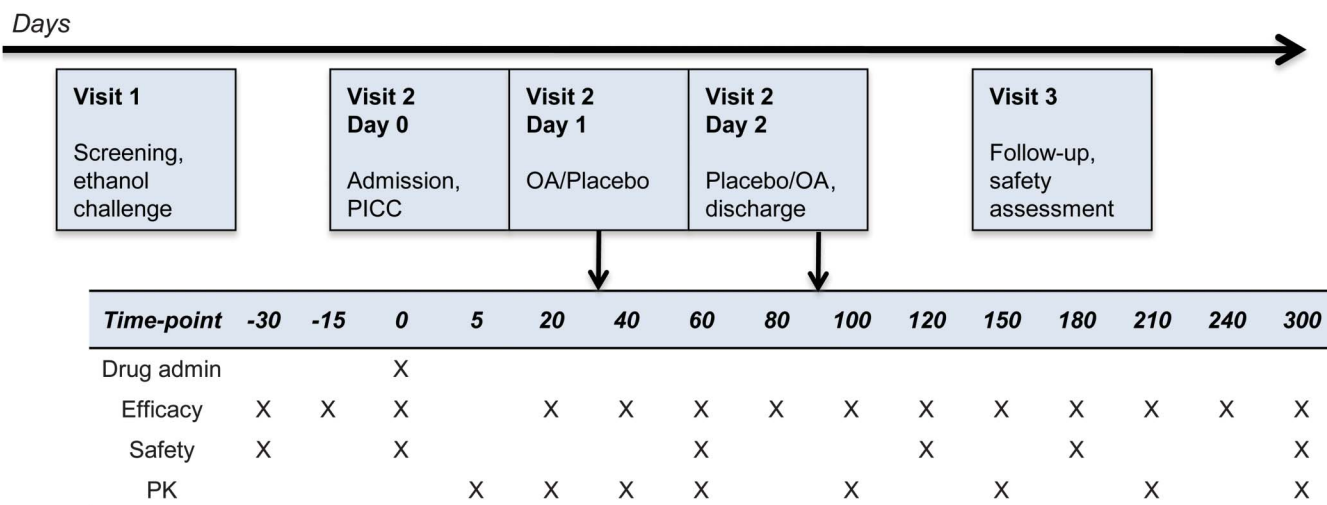 Days
Visit 1
Screening,
ethanol
challenge
Visit 2
Day 0
Admission,
PICC
Visit 2
Day 1
OA/Placebo
Visit 2
Day 2
Placebo/OA,
discharge
Visit 3
Follow-up,
safety
assessment
Time-point -30 -15 0 5 20 40 60 80 100 120 150 180 210 240 300
Drug admin X
Efficacy X X X X X X X X X X X X X X
Safety X X X X X X
PK X X X X X X X X